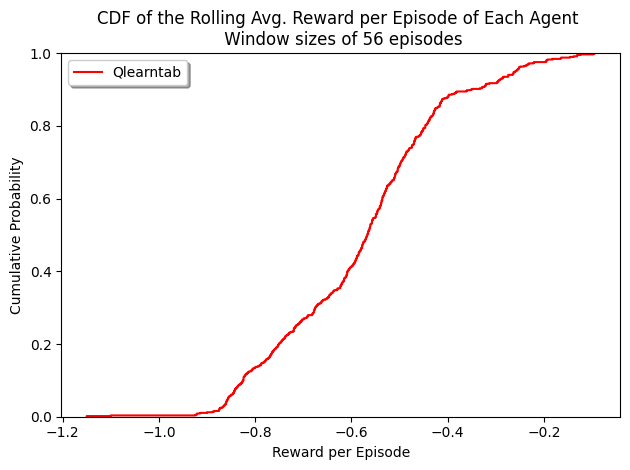 CDF of the Rolling Avg. Reward per Episode of Each Agent
Window sizes of 56 episodes
Qlearntab
1.0
0.8
0.6
0.4
0.2
0.0
Cumulative Probability
−1.2 −1.0 −0.8 −0.6 −0.4 −0.2
Reward per Episode